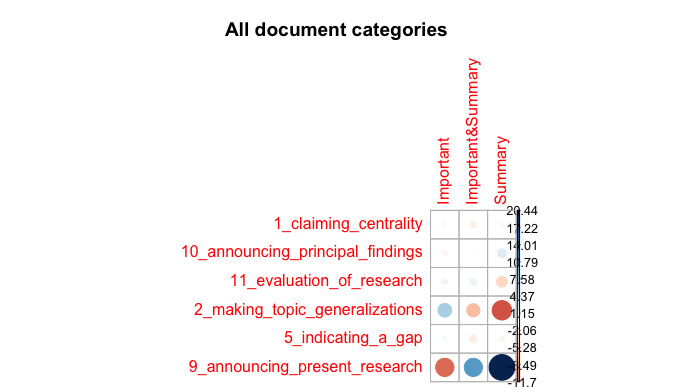 All document categories
Important
Important&Summary
Summary
1_claiming_centrality
10_announcing_principal_findings
11_evaluation_of_research
2_making_topic_generalizations
5_indicating_a_gap
9_announcing_present_research
20.44
17.22
14.01
10.79
7.58
4.37
1.15
-2.06
-5.28
-11.7